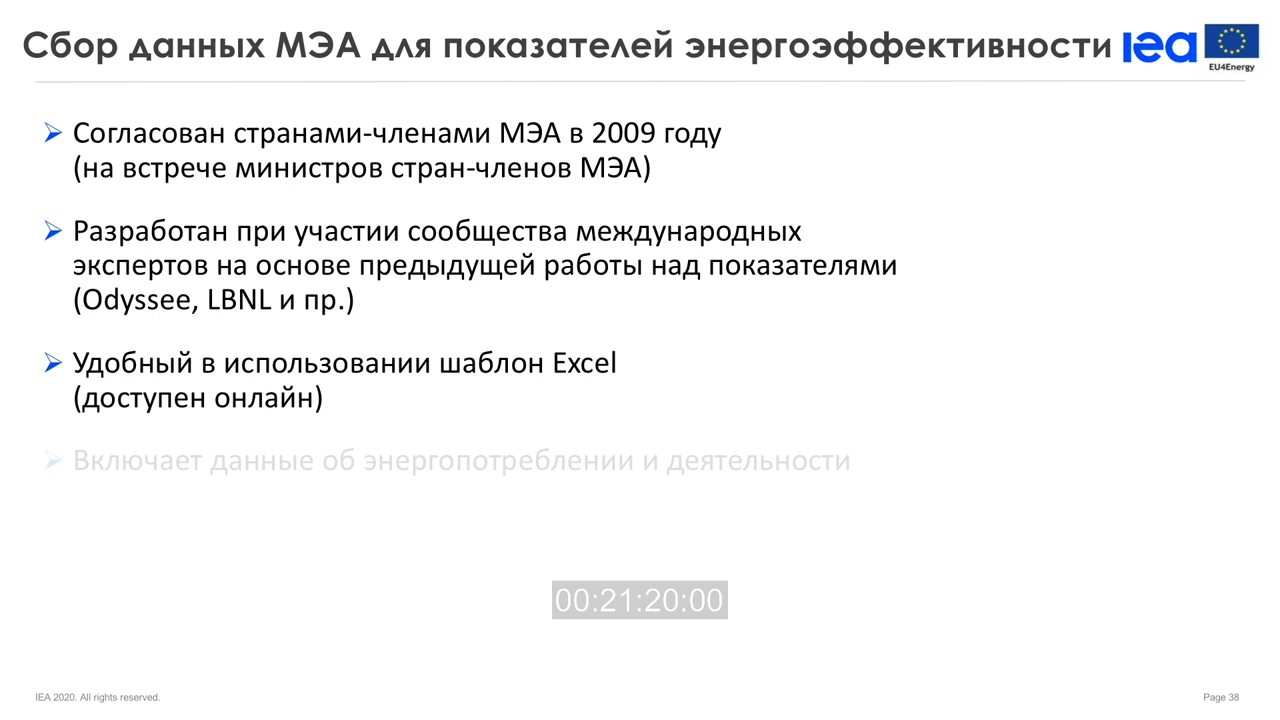 Сбор данных МЭА для показателей энергоэффективности
iea
EU4Energy
Согласован странами-членами МЭА в 2009 году
(на встрече министров стран-членов МЭА)
Разработан при участии сообщества международных
экспертов на основе предыдущей работы над показателями
(Odyssee, LBNL и пр.)
Удобный в использовании шаблон Excel
(доступен онлайн)
Включает данные об энергопотреблении и деятельности
00:21:20:00
IEA 2020. All rights reserved.
Page 38